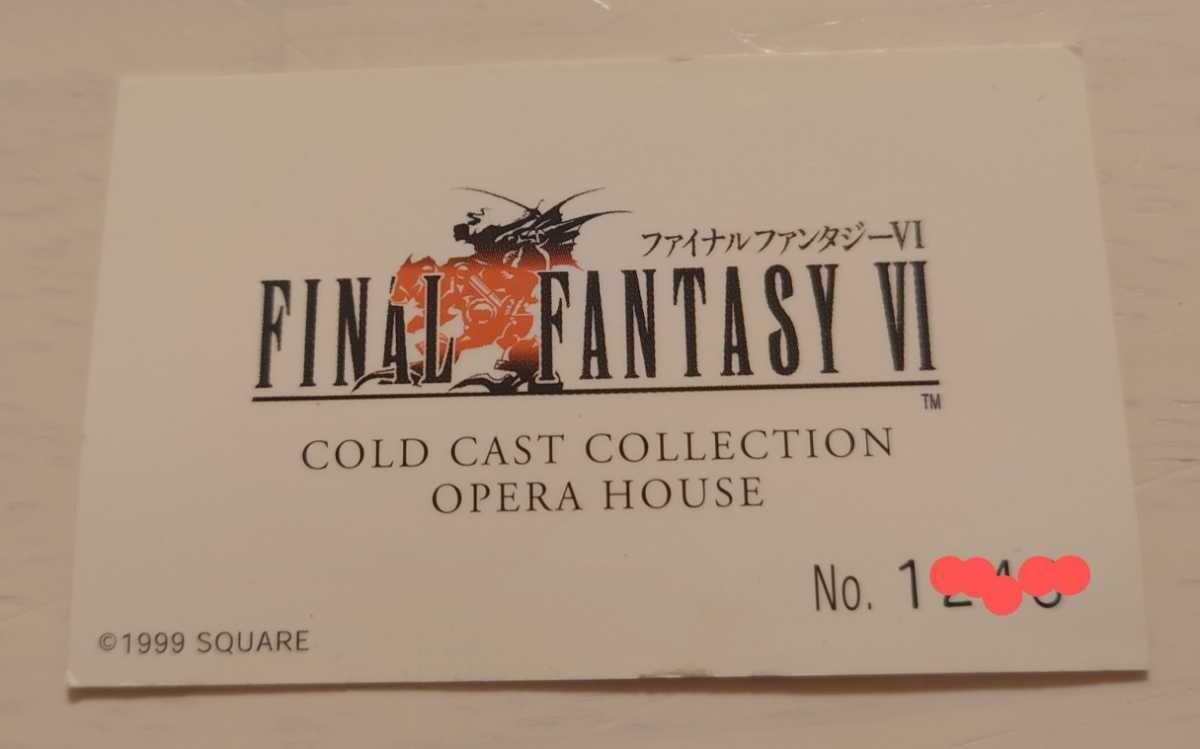 ファイナルファンタジーVI
FINAL FANTASY VI
TM
COLD CAST COLLECTION
OPERA HOUSE
No. 1
©1999 SQUARE